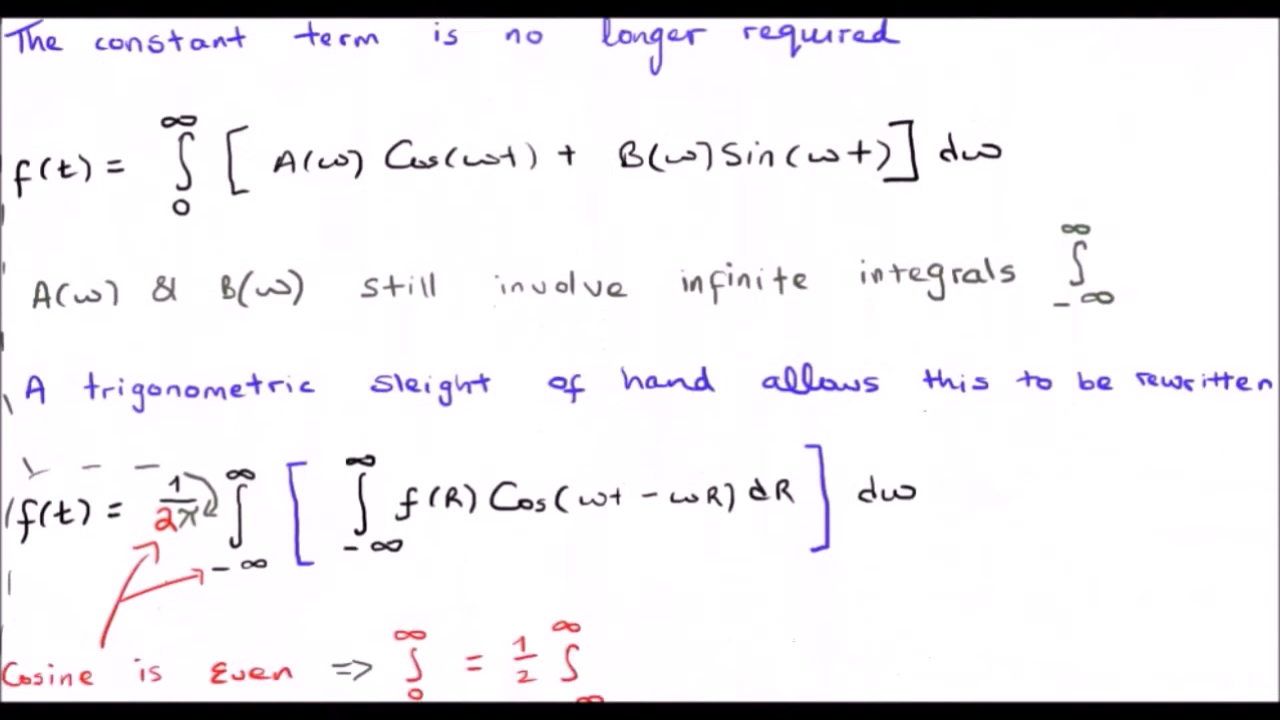 The constant term is no longer required
f(t) = ∫₀^∞ [ A(ω) Cos(ωt) + B(ω) Sin(ωt) ] dω
A(ω) & B(ω) still involve infinite integrals ∫_{-∞}^{∞}
A trigonometric sleight of hand allows this to be rewritten
f(t) = 1/2π ∫_{-∞}^{∞} [ ∫_{-∞}^{∞} f(R) Cos(ωt - ωR) dR ] dω
Cosine is Even => ∫₀^∞ = 1/2 ∫_{-∞}^{∞}